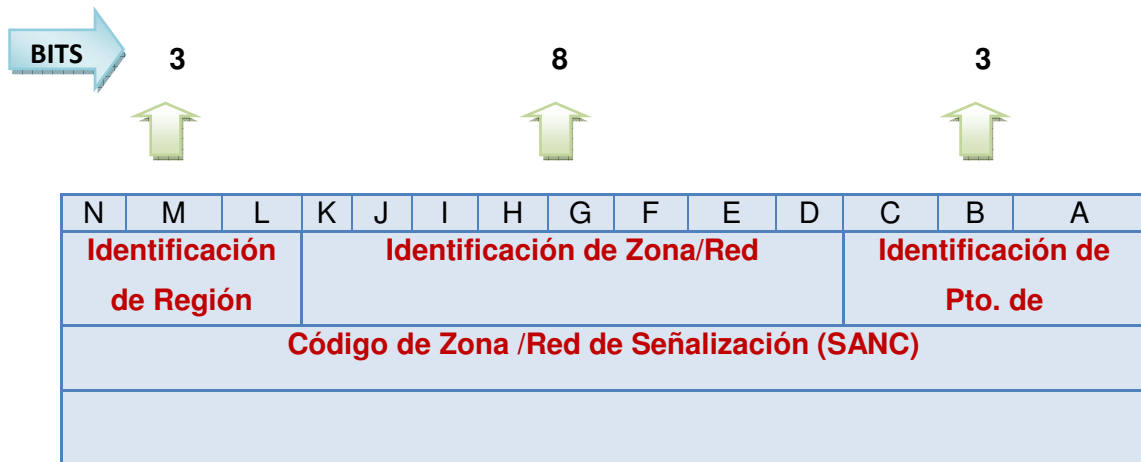 BITS 3 8 3
N M L K J I H G F E D C B A
Identificación Identificación de Zona/Red Identificación de
de Región Pto. de
Código de Zona /Red de Señalización (SANC)